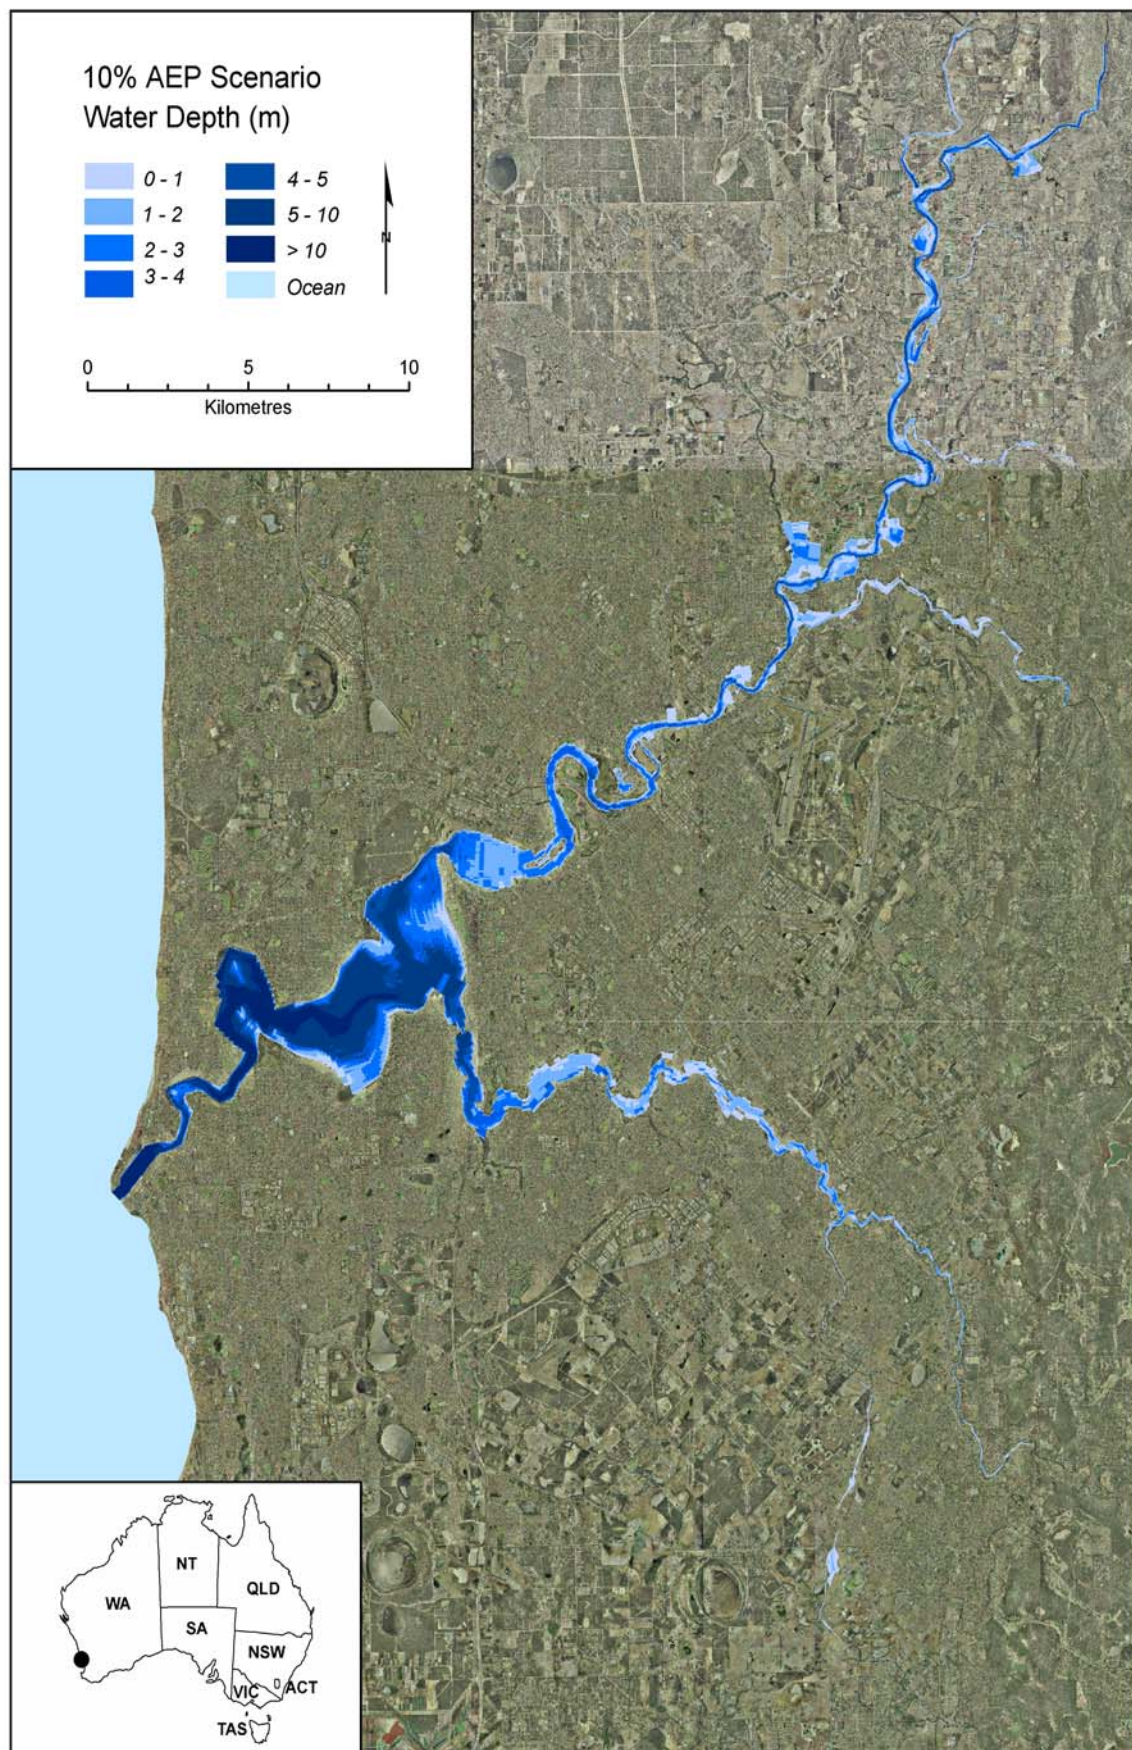 10% AEP Scenario
Water Depth (m)
0 - 1
1 - 2
2 - 3
3 - 4
4 - 5
5 - 10
> 10
Ocean
N
0 5 10
Kilometres
WA
NT
QLD
SA
NSW
VIC
ACT
TAS